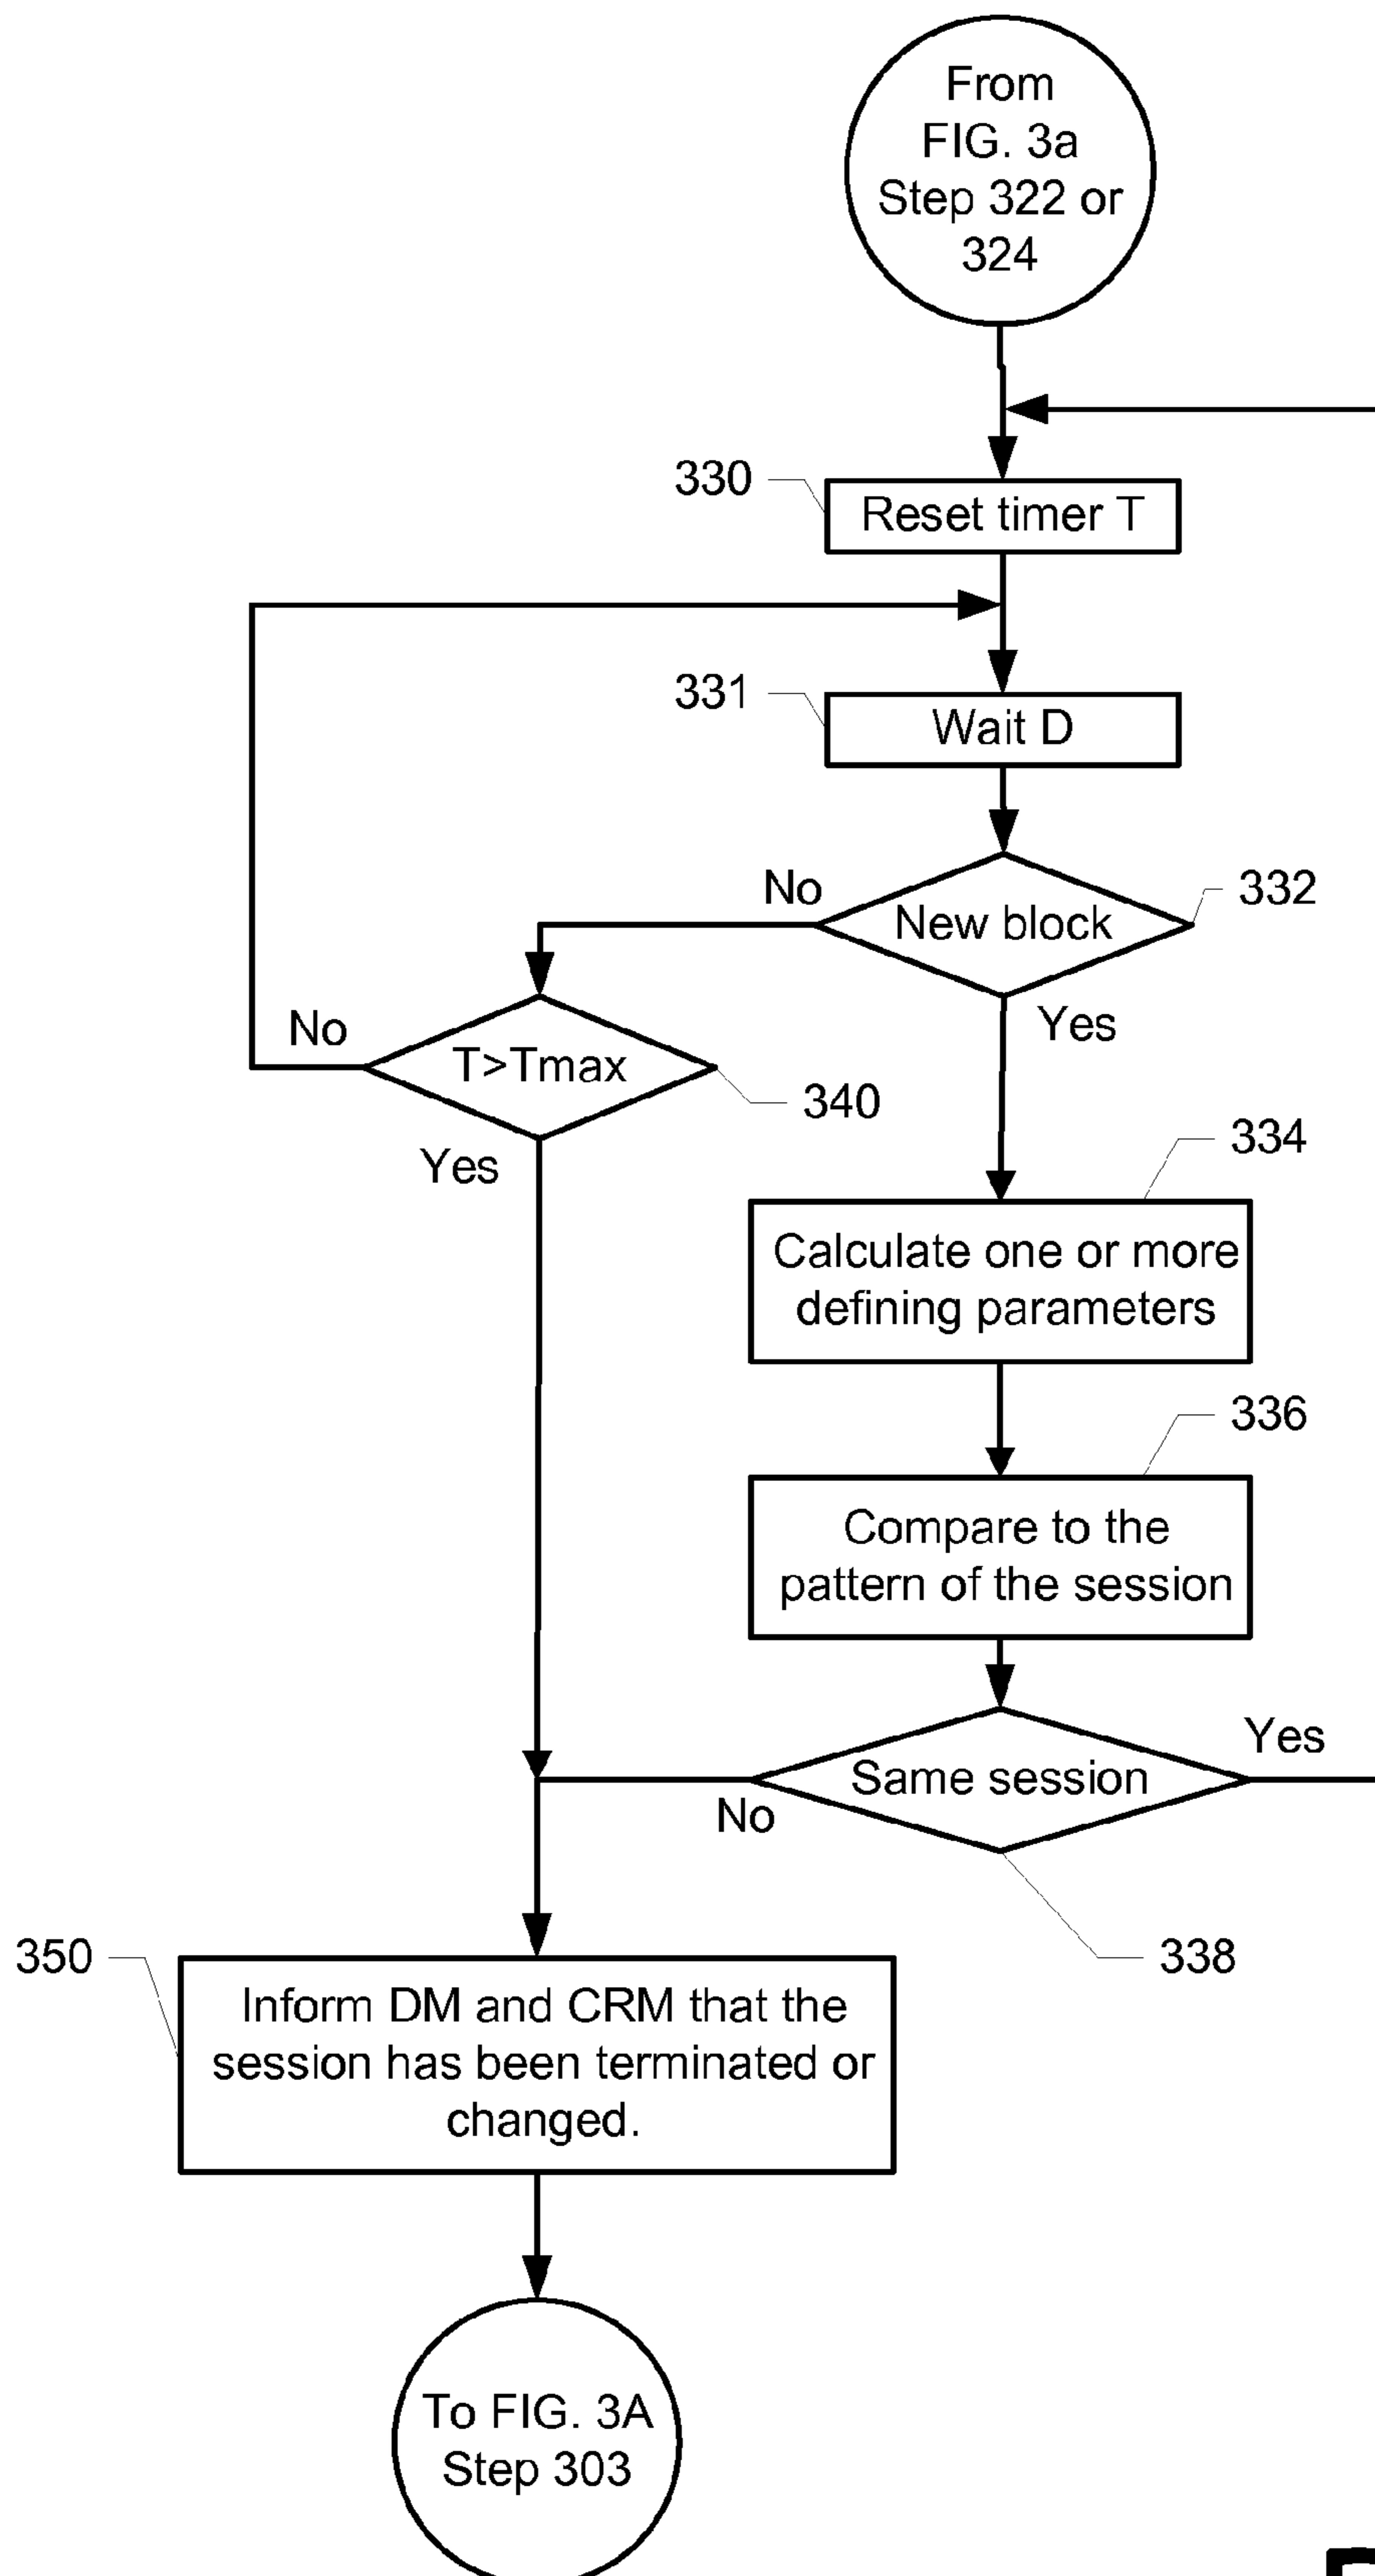 From
FIG. 3a
Step 322 or
324
330
Reset timer T
331
Wait D
No
New block
332
Yes
No
T>Tmax
340
Yes
334
Calculate one or more
defining parameters
336
Compare to the
pattern of the session
Yes
Same session
No
338
350
Inform DM and CRM that the
session has been terminated or
changed.
To FIG. 3A
Step 303